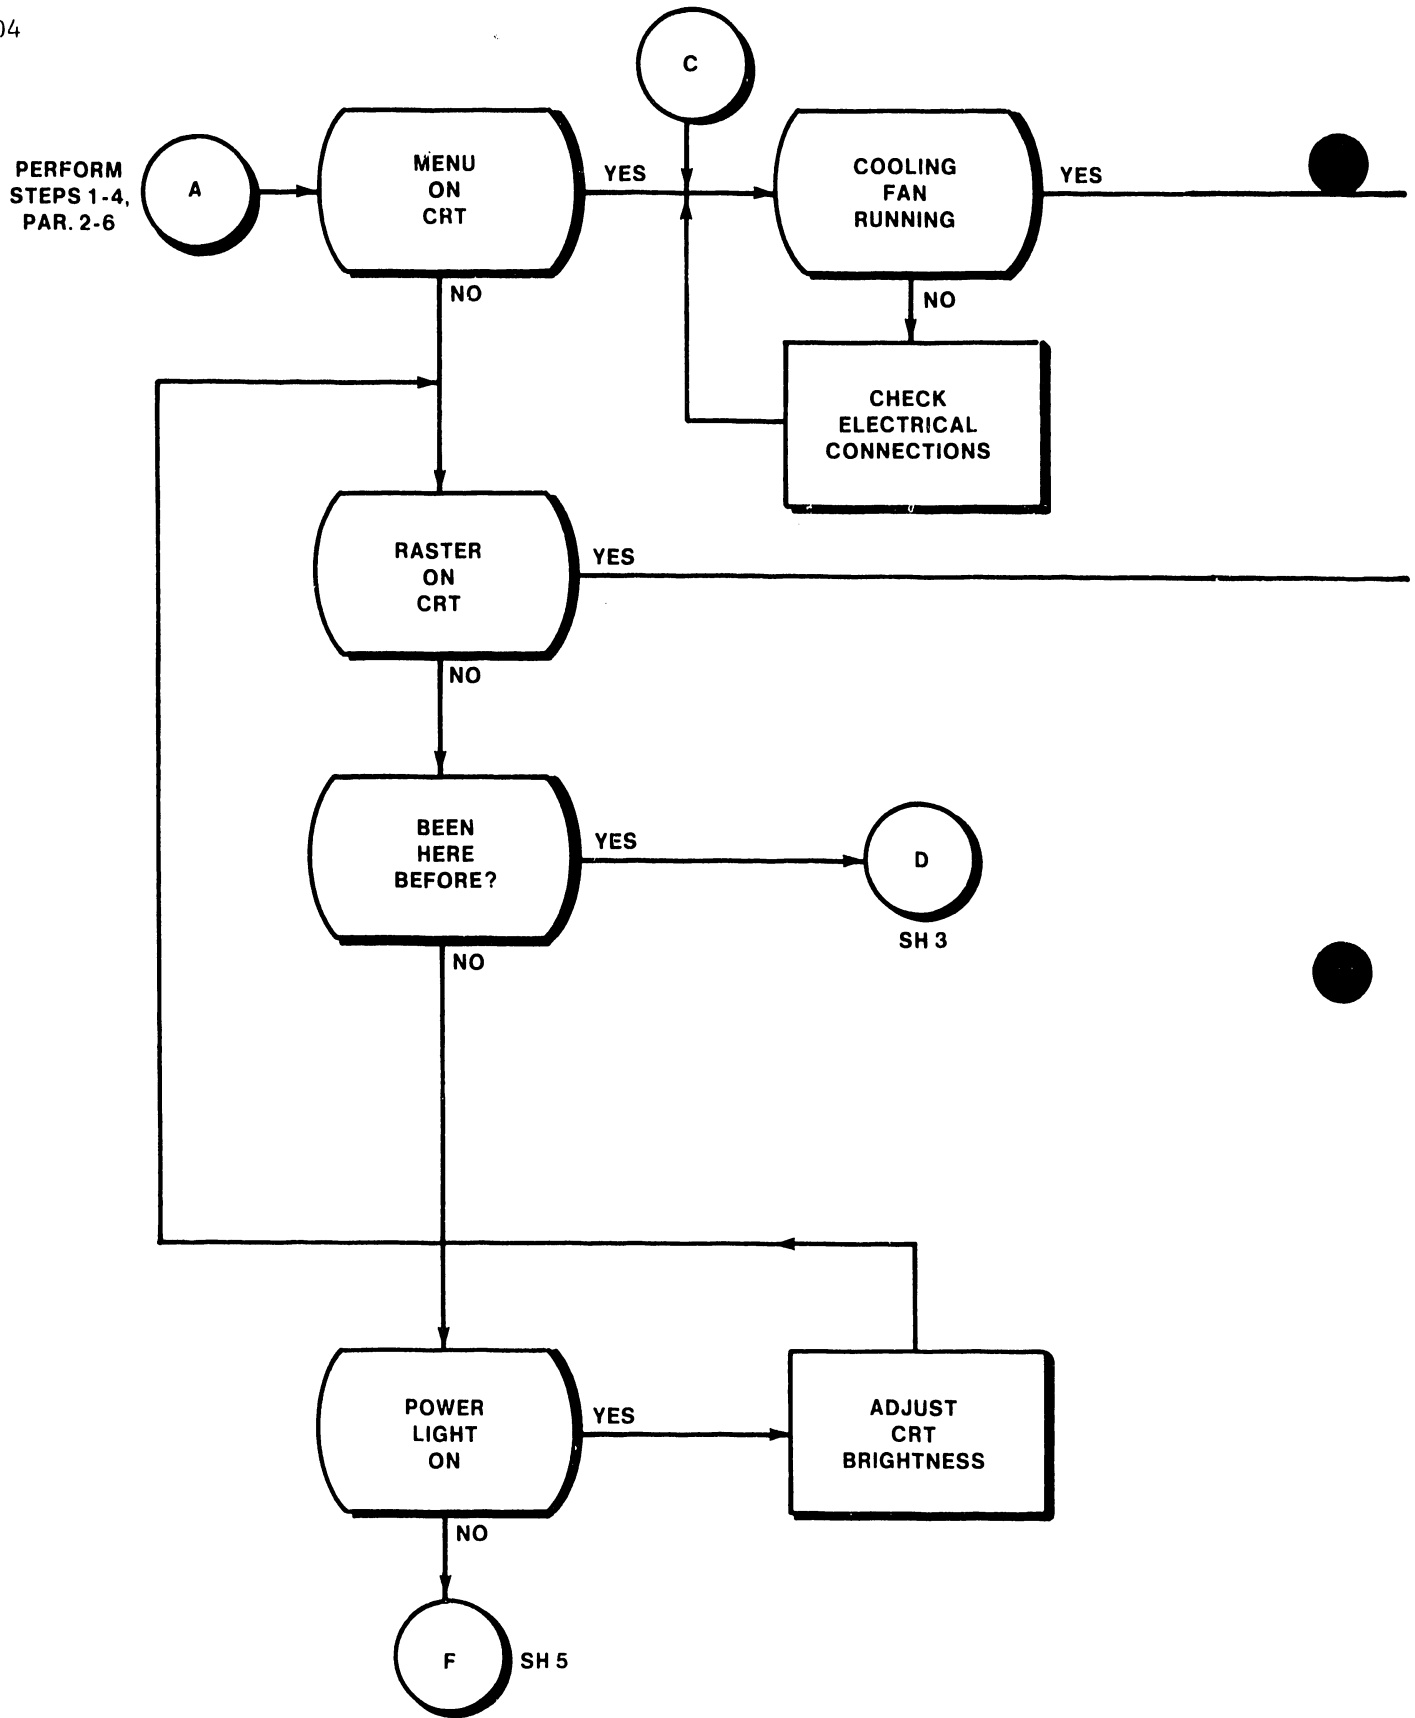 04
C
PERFORM
STEPS 1-4,
PAR. 2-6
A
MENU
ON
CRT
YES
COOLING
FAN
RUNNING
YES
NO
NO
CHECK
ELECTRICAL
CONNECTIONS
RASTER
ON
CRT
YES
NO
BEEN
HERE
BEFORE?
YES
D
SH 3
NO
POWER
LIGHT
ON
YES
ADJUST
CRT
BRIGHTNESS
NO
F
SH 5